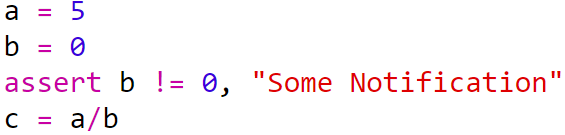 a = 5
b = 0
assert b != 0, "Some Notification"
c = a/b